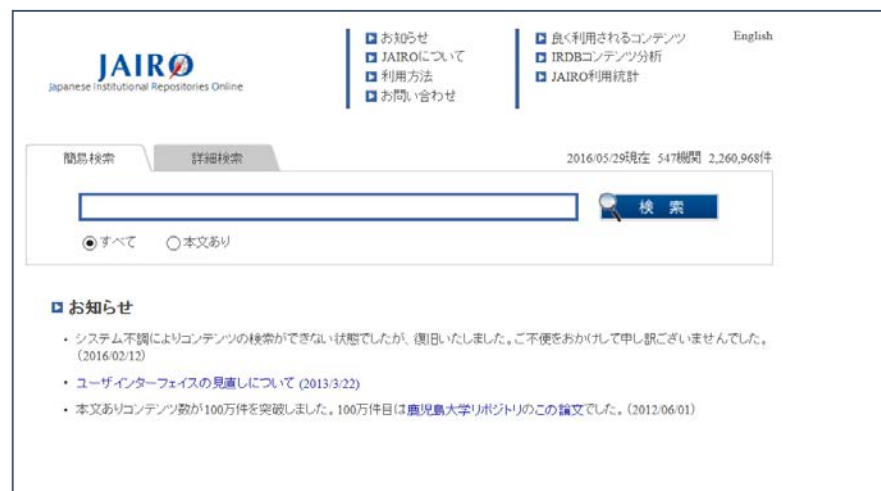 JAIRO
Japanese Institutional Repositories Online
お知らせ
JAIROについて
利用方法
お問い合わせ
良く利用されるコンテンツ
IRDBコンテンツ分析
JAIRO利用統計
English
簡易検索
詳細検索
2016/05/29現在 547機関 2,260,968件
検 索
すべて
本文あり
お知らせ
・システム不調によりコンテンツの検索ができない状態でしたが、復旧いたしました。ご不便をおかけして申し訳ございませんでした。
(2016/02/12)
・ユーザインターフェイスの見直しについて (2013/3/22)
・本文ありコンテンツ数が100万件を突破しました。100万件目は鹿児島大学リポジトリのこの論文でした。(2012/06/01)